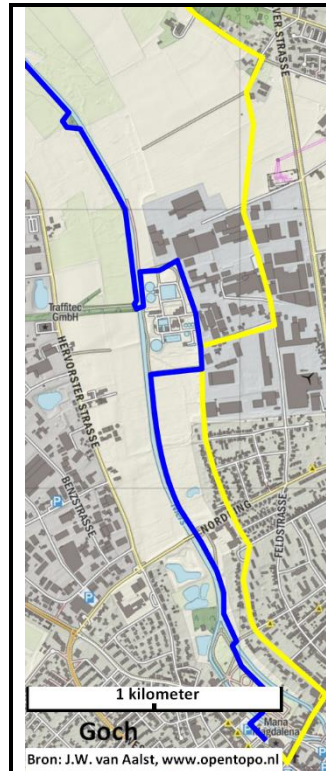 VER STRASSE
Traffitec
GmbH
HERVORSTER STRASSE
BENZSTRASSE
P
NORDRING
FELDSTRASSE
P
P
1 kilometer
Maria
Magdalena
Goch
Bron: J.W. van Aalst, www.opentopo.nl